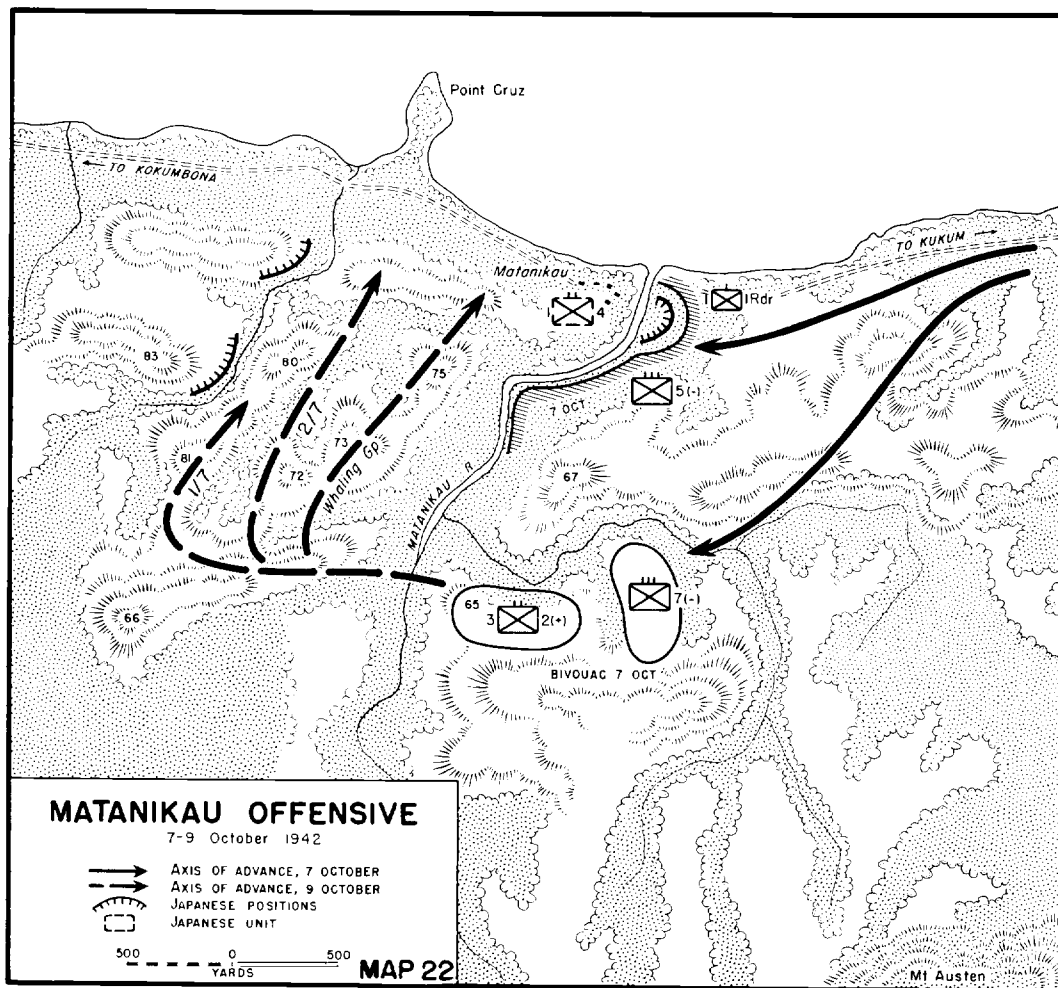 Point Cruz
TO KOKUMBONA
TO KUKUM
Matanikau
1 4
1 1Rdr
83
80
75
5(-)
7 OCT
2/7
73
81
1/7
72
Whaling Gp
67
MATANIKAU R.
65
3 2(+)
7(-)
66
BIVOUAC 7 OCT
MATANIKAU OFFENSIVE
7-9 October 1942
AXIS OF ADVANCE, 7 OCTOBER
AXIS OF ADVANCE, 9 OCTOBER
JAPANESE POSITIONS
JAPANESE UNIT
500 0 500
YARDS
MAP 22
Mt Austen